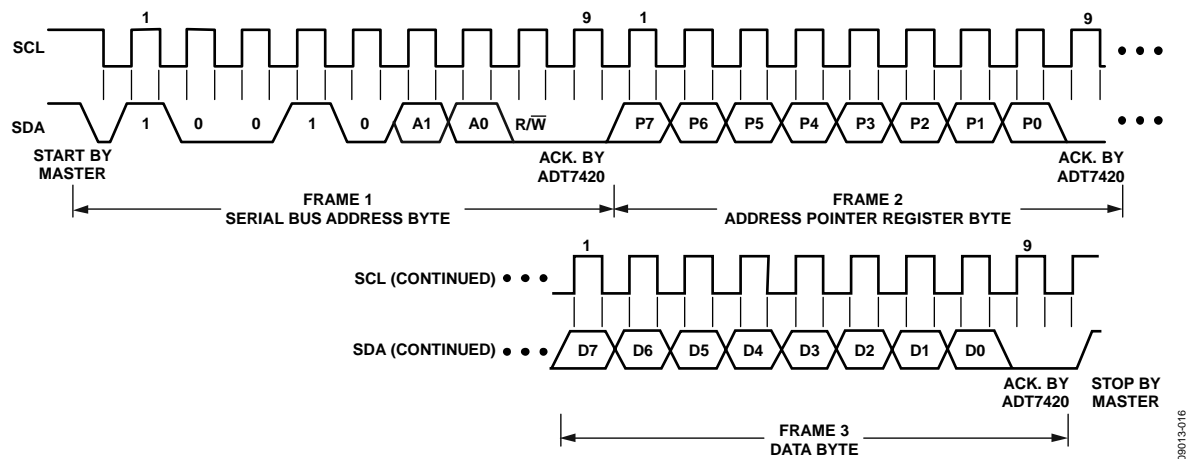 1 9 1 9
SCL
SDA 1 0 0 1 0 A1 A0 R/W̅ P7 P6 P5 P4 P3 P2 P1 P0
START BY
MASTER
ACK. BY
ADT7420
ACK. BY
ADT7420
FRAME 1
SERIAL BUS ADDRESS BYTE
FRAME 2
ADDRESS POINTER REGISTER BYTE
1 9
SCL (CONTINUED)
SDA (CONTINUED) D7 D6 D5 D4 D3 D2 D1 D0
ACK. BY
ADT7420
STOP BY
MASTER
FRAME 3
DATA BYTE
09013-016